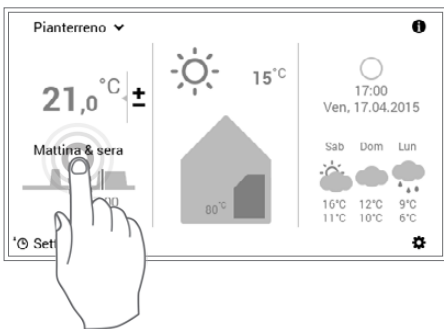 Pianterreno
21,0 °C ±
Mattina & sera
15°C
00°C
17:00
Ven, 17.04.2015
Sab Dom Lun
16°C 12°C 9°C
11°C 10°C 6°C